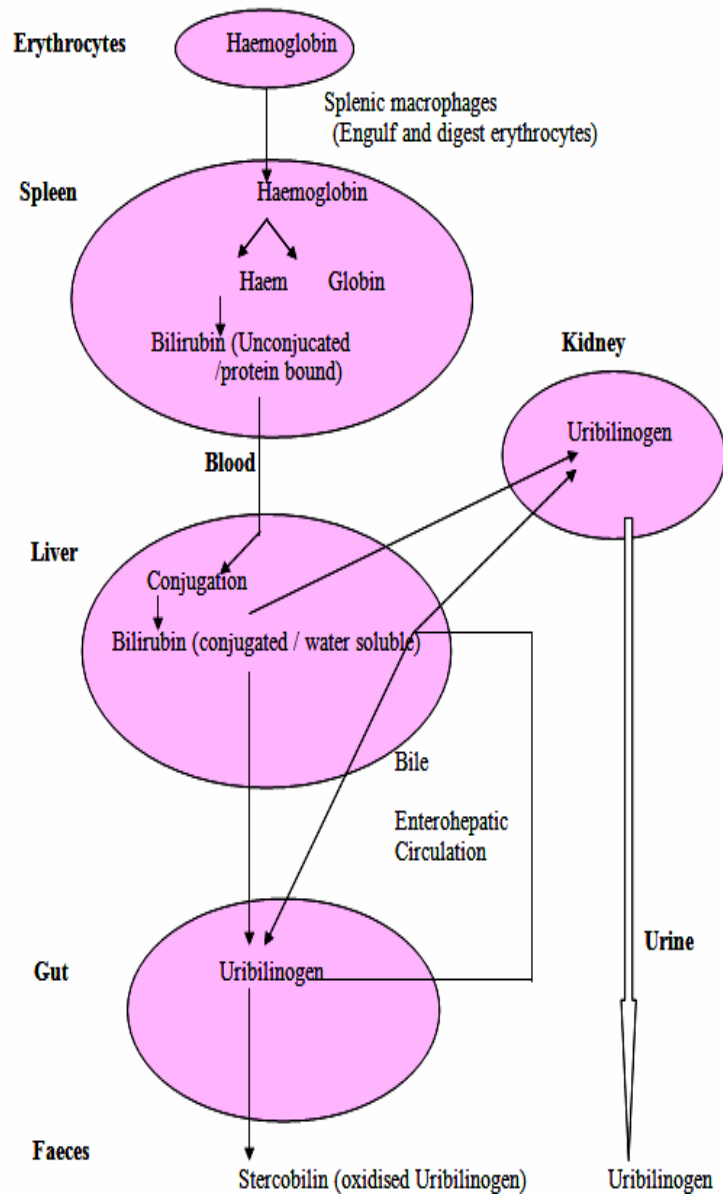 Erythrocytes
Haemoglobin
Splenic macrophages
(Engulf and digest erythrocytes)
Spleen
Haemoglobin
Haem
Globin
Bilirubin (Unconjucated
/protein bound)
Kidney
Uribilinogen
Blood
Liver
Conjugation
Bilirubin (conjugated / water soluble)
Bile
Enterohepatic
Circulation
Gut
Uribilinogen
Urine
Faeces
Stercobilin (oxidised Uribilinogen)
Uribilinogen